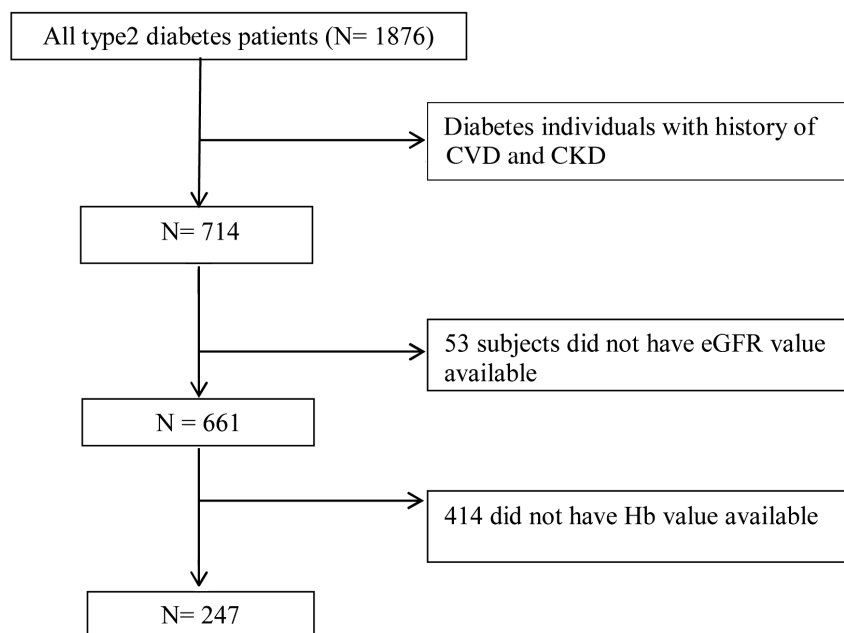 All type2 diabetes patients (N= 1876)
Diabetes individuals with history of
CVD and CKD
N= 714
53 subjects did not have eGFR value
available
N = 661
414 did not have Hb value available
N= 247